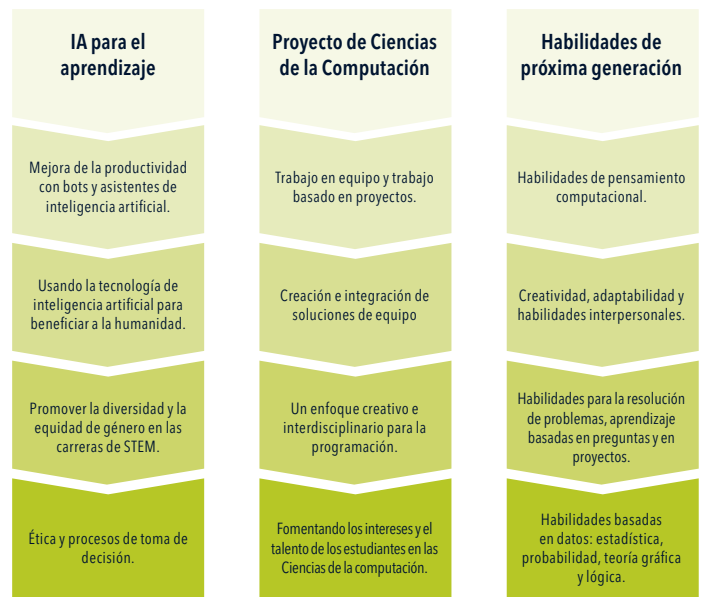 IA para el
aprendizaje
Mejora de la productividad
con bots y asistentes de
inteligencia artificial.
Usando la tecnología de
inteligencia artificial para
beneficiar a la humanidad.
Promover la diversidad y la
equidad de género en las
carreras de STEM.
Ética y procesos de toma de
decisión.
Proyecto de Ciencias
de la Computación
Trabajo en equipo y trabajo
basado en proyectos.
Creación e integración de
soluciones de equipo
Un enfoque creativo e
interdisciplinario para la
programación.
Fomentando los intereses y el
talento de los estudiantes en las
Ciencias de la computación.
Habilidades de
próxima generación
Habilidades de pensamiento
computacional.
Creatividad, adaptabilidad y
habilidades interpersonales.
Habilidades para la resolución
de problemas, aprendizaje
basadas en preguntas y en
proyectos.
Habilidades basadas
en datos: estadística,
probabilidad, teoría gráfica
y lógica.